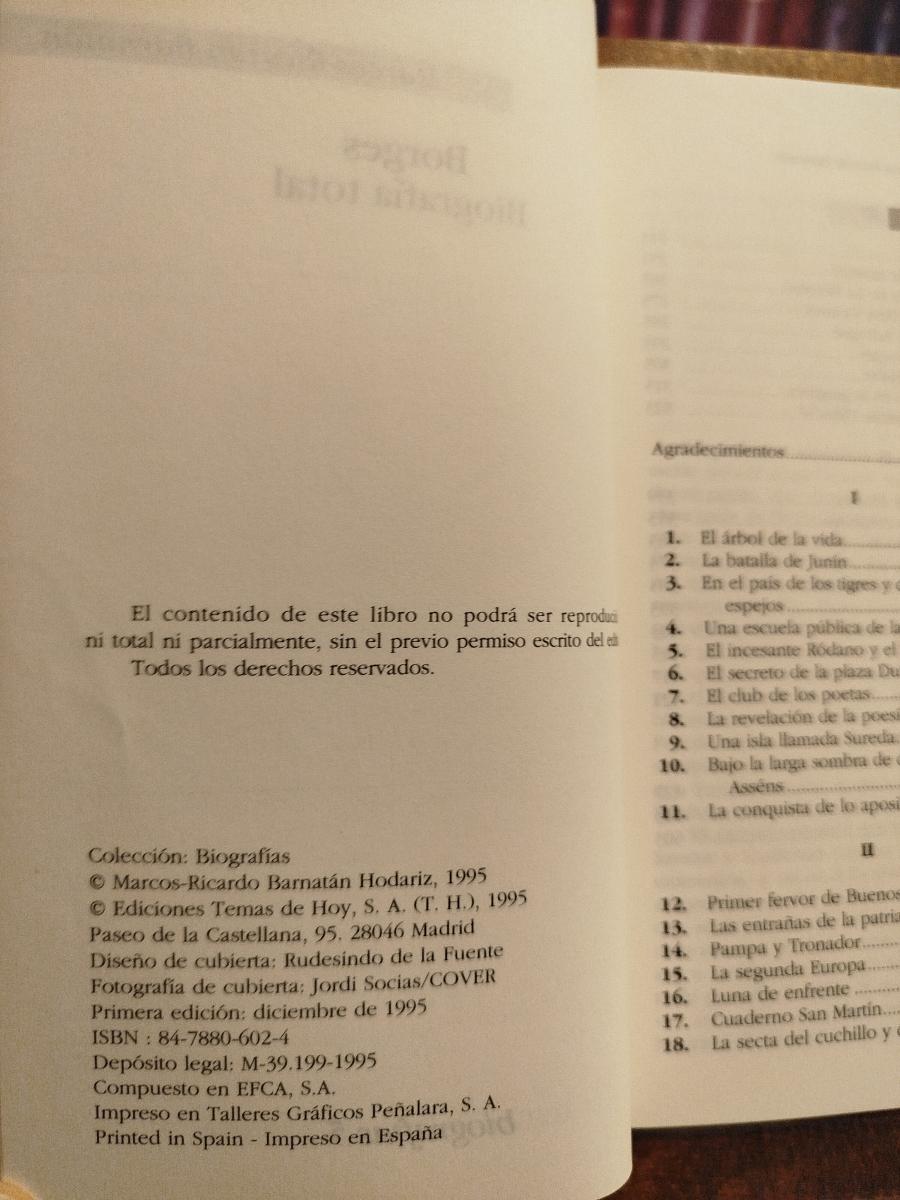 El contenido de este libro no podrá ser reproduci
ni total ni parcialmente, sin el previo permiso escrito del
Todos los derechos reservados.
Colección: Biografías
© Marcos-Ricardo Barnatán Hodariz, 1995
© Ediciones Temas de Hoy, S. A. (T. H.), 1995
Paseo de la Castellana, 95. 28046 Madrid
Diseño de cubierta: Rudesindo de la Fuente
Fotografía de cubierta: Jordi Socias/COVER
Primera edición: diciembre de 1995
ISBN : 84-7880-602-4
Depósito legal: M-39.199-1995
Compuesto en EFCA, S.A.
Impreso en Talleres Gráficos Peñalara, S. A.
Printed in Spain - Impreso en España
Borges
Biografía total
Agradecimientos
I
1. El árbol de la vida
2. La batalla de Junín
3. En el país de los tigres y
espejos
4. Una escuela pública de la
5. El incesante Ródano y el
6. El secreto de la plaza Du
7. El club de los poetas
8. La revelación de la poesí
9. Una isla llamada Sureda.
10. Bajo la larga sombra de
Asséns
11. La conquista de lo aposi
II
12. Primer fervor de Buenos
13. Las entrañas de la patria
14. Pampa y Tronador
15. La segunda Europa
16. Luna de enfrente
17. Cuaderno San Martín
18. La secta del cuchillo y